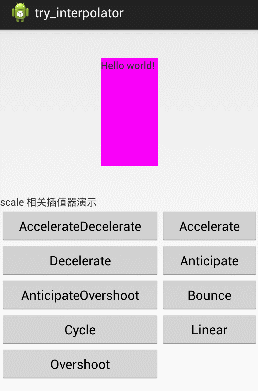 try_interpolator
Hello world!
scale 相关插值器演示
AccelerateDecelerate
Accelerate
Decelerate
Anticipate
AnticipateOvershoot
Bounce
Cycle
Linear
Overshoot